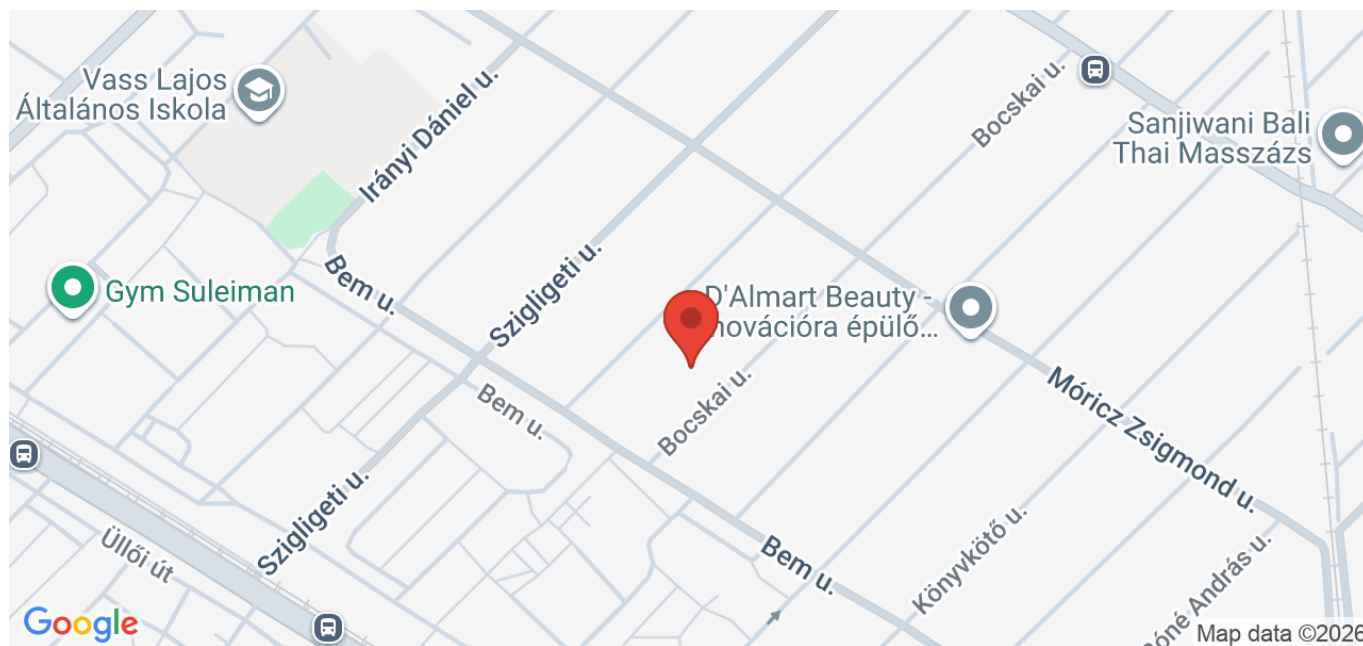 Vass Lajos
Általános Iskola
Irányi Dániel u.
Bocskai u.
Sanjiwani Bali
Thai Masszázs
Bem u.
Gym Suleiman
Szigligeti u.
D'Almart Beauty -
novációra épülő...
Móricz Zsigmond u.
Bem u.
Bocskai u.
Szigligeti u.
Üllői út
Bem u.
Könyvkötő u.
óné András u.
Google
Map data ©2026